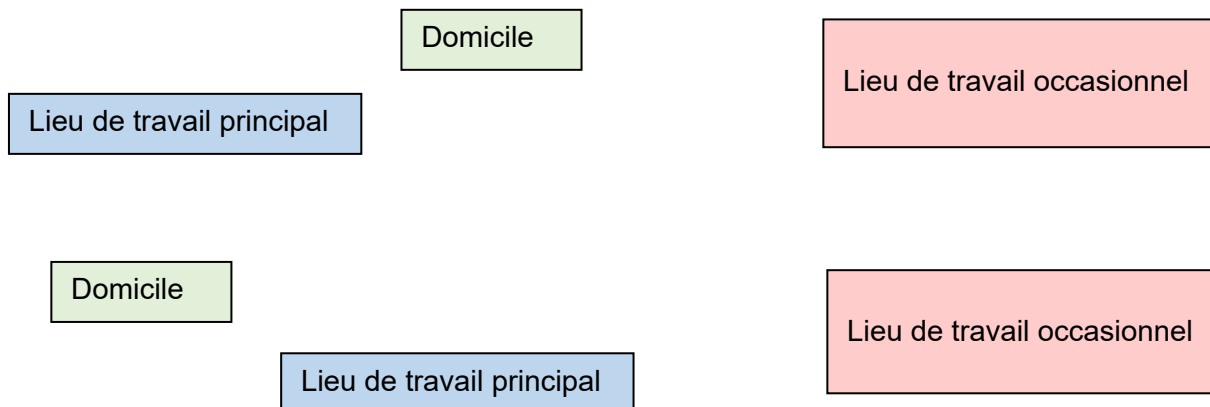 Domicile
Lieu de travail occasionnel
Lieu de travail principal
Domicile
Lieu de travail occasionnel
Lieu de travail principal